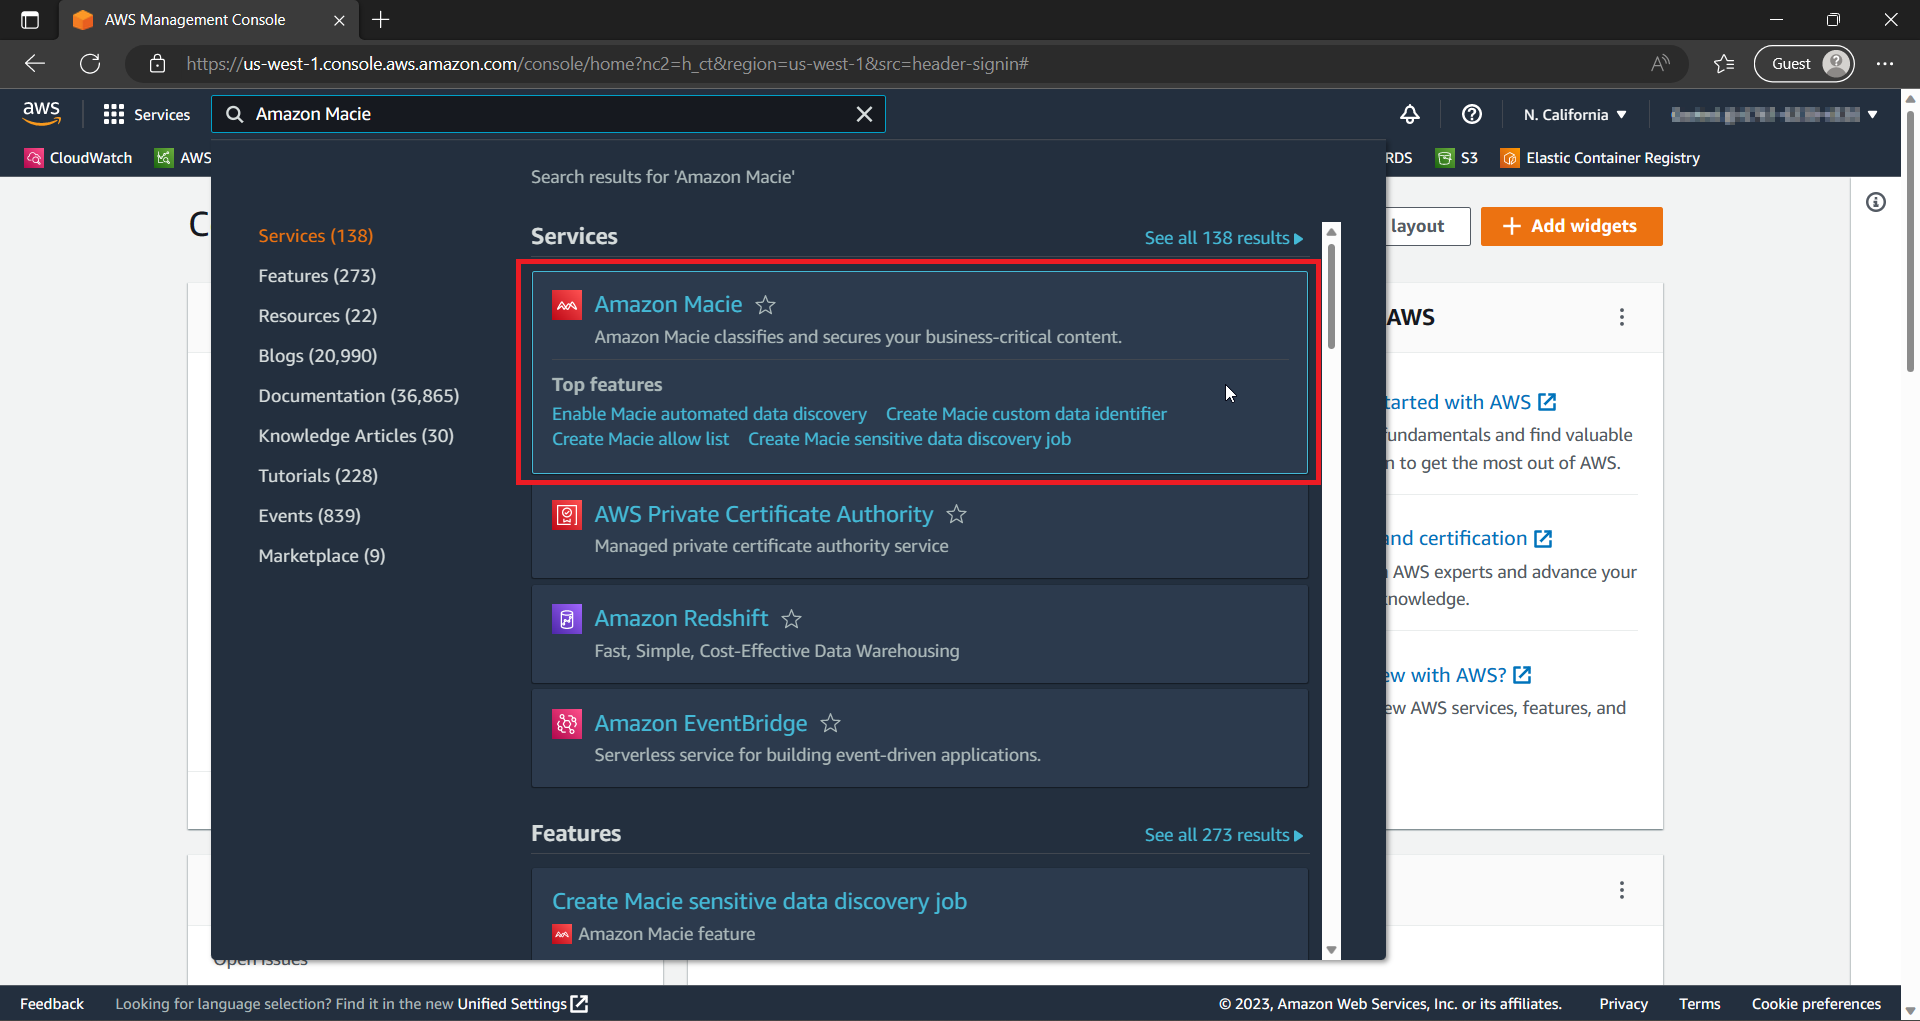 AWS Management Console
https://us-west-1.console.aws.amazon.com/console/home?nc2=h_ct&region=us-west-1&src=header-signin#
Guest
aws
Services
Amazon Macie
N. California
CloudWatch
AWS
RDS
S3
Elastic Container Registry
Search results for 'Amazon Macie'
C
layout
+ Add widgets
Services (138)
Features (273)
Resources (22)
Blogs (20,990)
Documentation (36,865)
Knowledge Articles (30)
Tutorials (228)
Events (839)
Marketplace (9)
Services
See all 138 results
Amazon Macie
Amazon Macie classifies and secures your business-critical content.
Top features
Enable Macie automated data discovery Create Macie custom data identifier
Create Macie allow list Create Macie sensitive data discovery job
AWS Private Certificate Authority
Managed private certificate authority service
Amazon Redshift
Fast, Simple, Cost-Effective Data Warehousing
Amazon EventBridge
Serverless service for building event-driven applications.
Features
See all 273 results
Create Macie sensitive data discovery job
Amazon Macie feature
AWS
tarted with AWS
undamentals and find valuable
n to get the most out of AWS.
and certification
AWS experts and advance your
nowledge.
ew with AWS?
ew AWS services, features, and
Open issues
Feedback
Looking for language selection? Find it in the new Unified Settings
© 2023, Amazon Web Services, Inc. or its affiliates.
Privacy
Terms
Cookie preferences